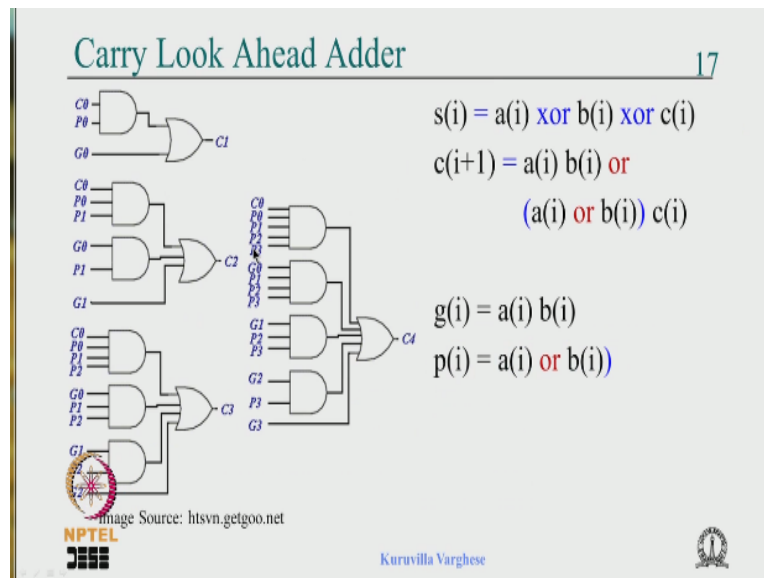 Carry Look Ahead Adder
17
C0
P0
G0
C1
C0
P0
P1
G0
P1
G1
C2
C0
P0
P1
P2
G0
P1
P2
G1
C3
C0
P0
P1
P2
P3
G0
P1
P2
P3
G1
P2
P3
G2
P3
G3
C4
s(i) = a(i) xor b(i) xor c(i)
c(i+1) = a(i) b(i) or
(a(i) or b(i)) c(i)
g(i) = a(i) b(i)
p(i) = a(i) or b(i))
Image Source: htsvn.getgoo.net
NPTEL
Kuruvilla Varghese